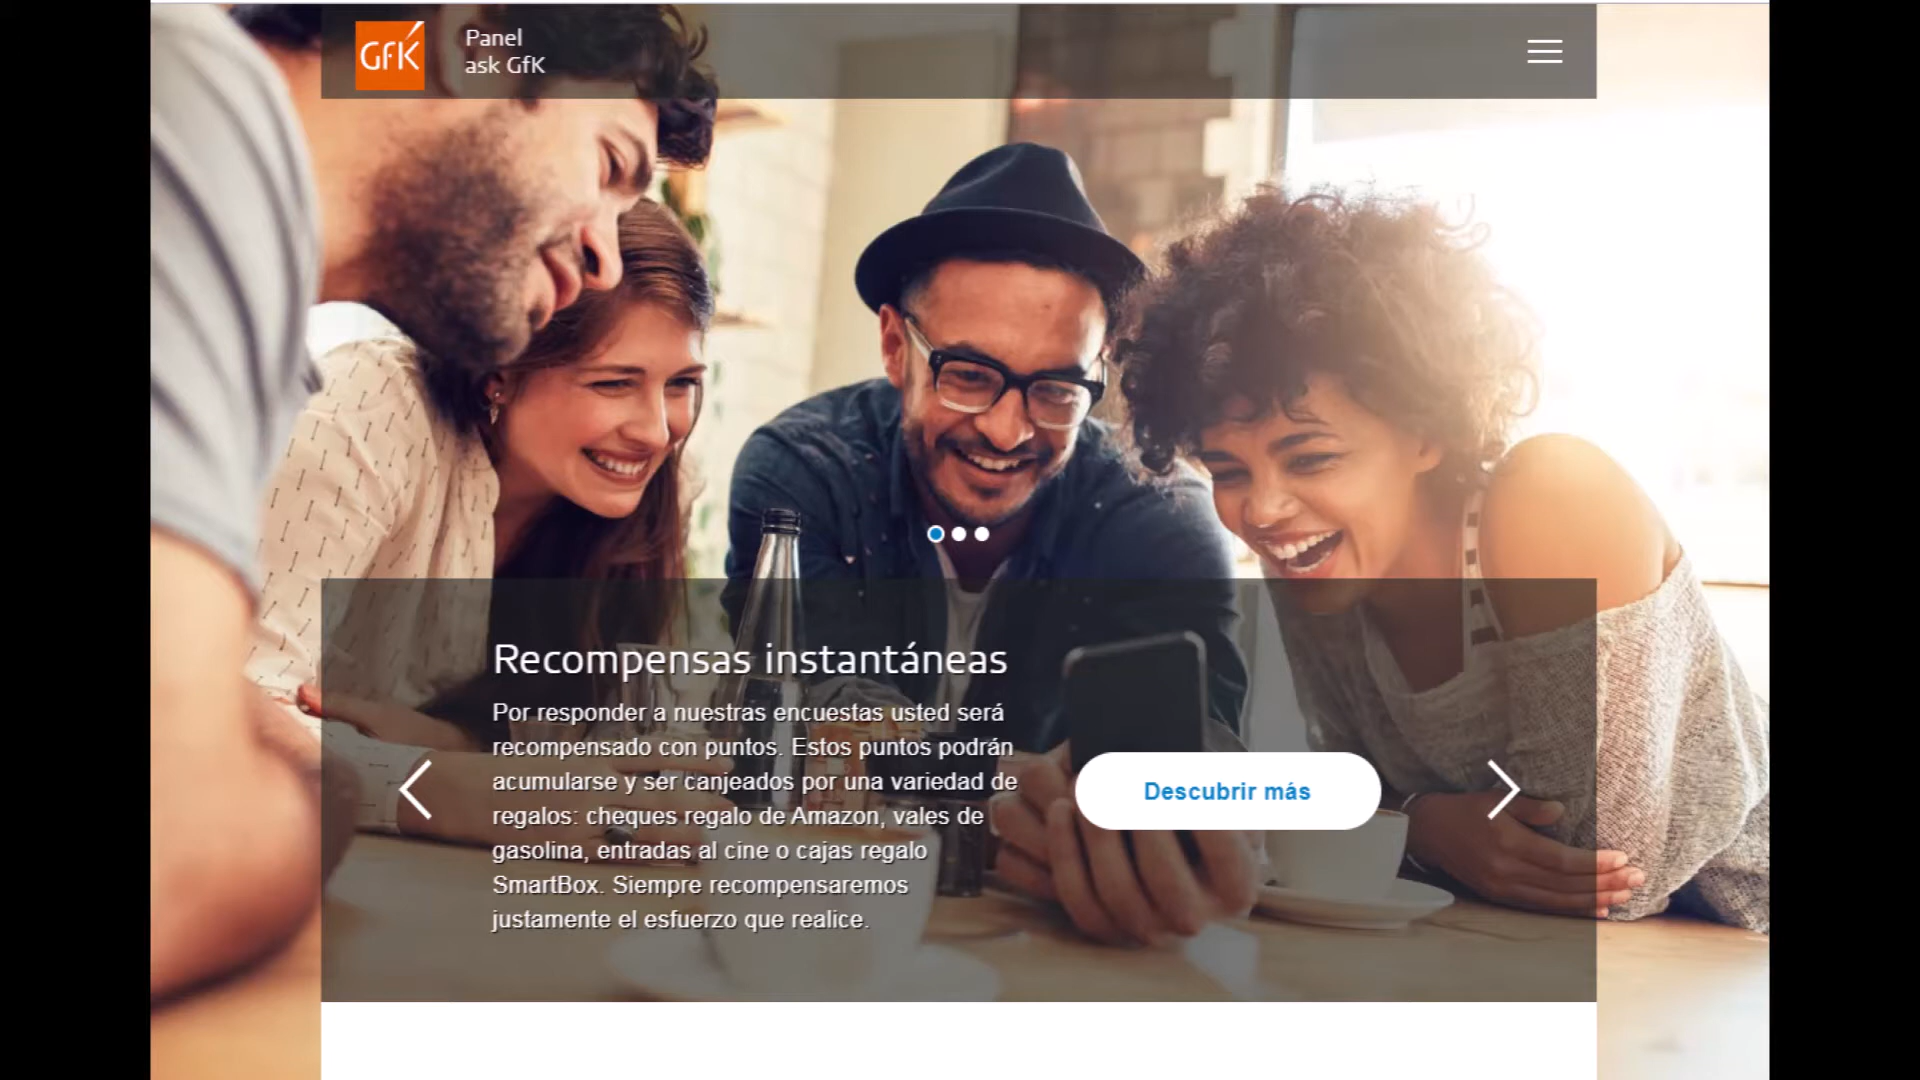 GfK
Panel
ask GfK
Recompensas instantáneas
Por responder a nuestras encuestas usted será
recompensado con puntos. Estos puntos podrán
acumularse y ser canjeados por una variedad de
regalos: cheques regalo de Amazon, vales de
gasolina, entradas al cine o cajas regalo
SmartBox. Siempre recompensaremos
justamente el esfuerzo que realice.
Descubrir más